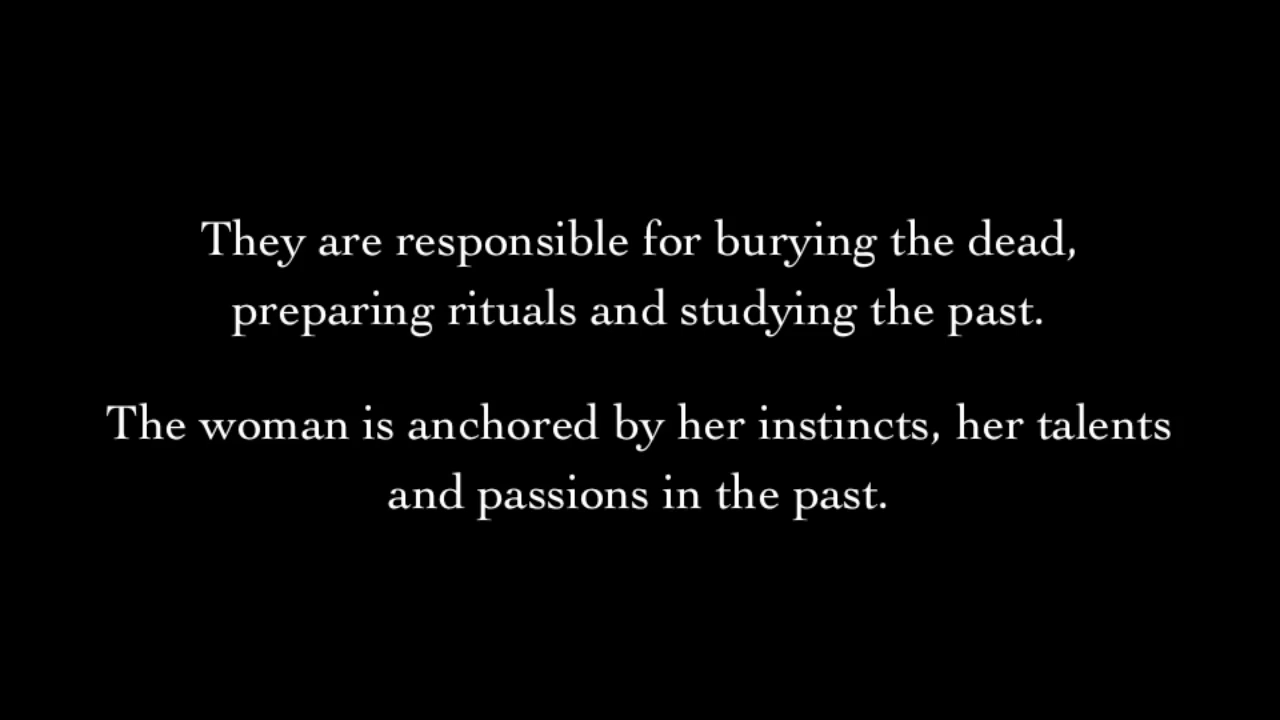 They are responsible for burying the dead,
preparing rituals and studying the past.
The woman is anchored by her instincts, her talents
and passions in the past.